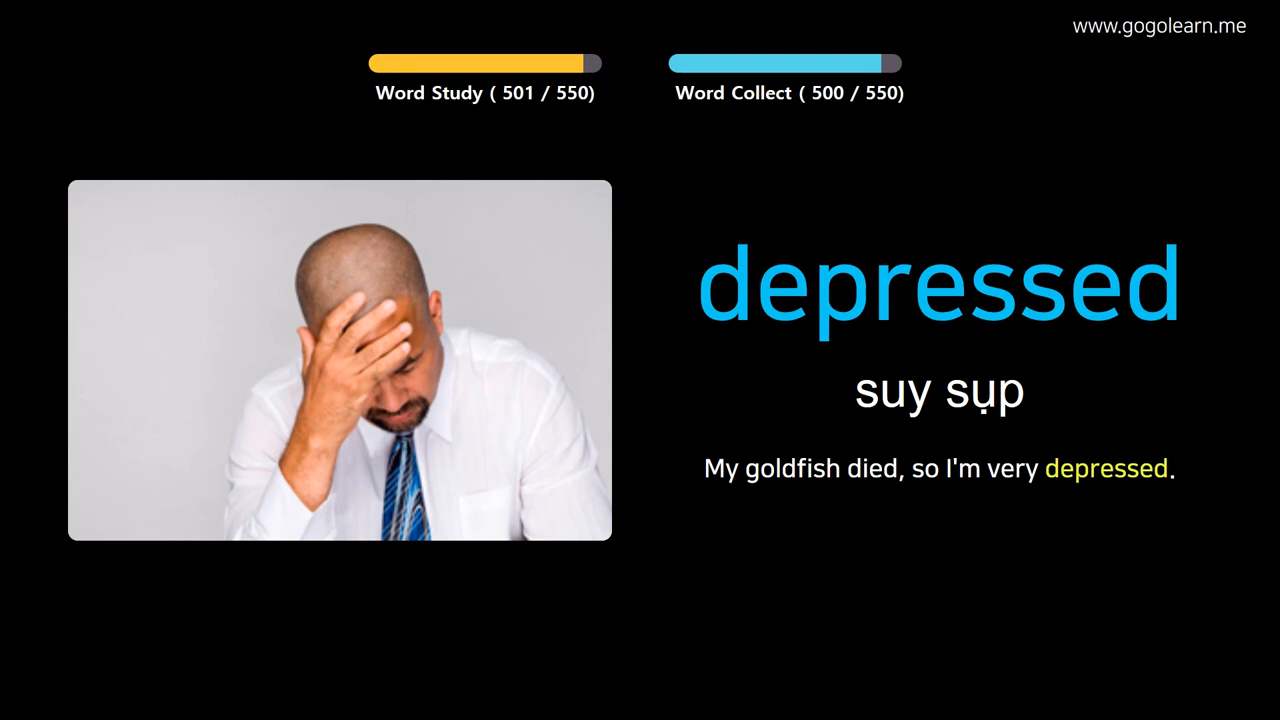 www.gogolearn.me
Word Study ( 501 / 550)
Word Collect ( 500 / 550)
depressed
suy sụp
My goldfish died, so I'm very depressed.